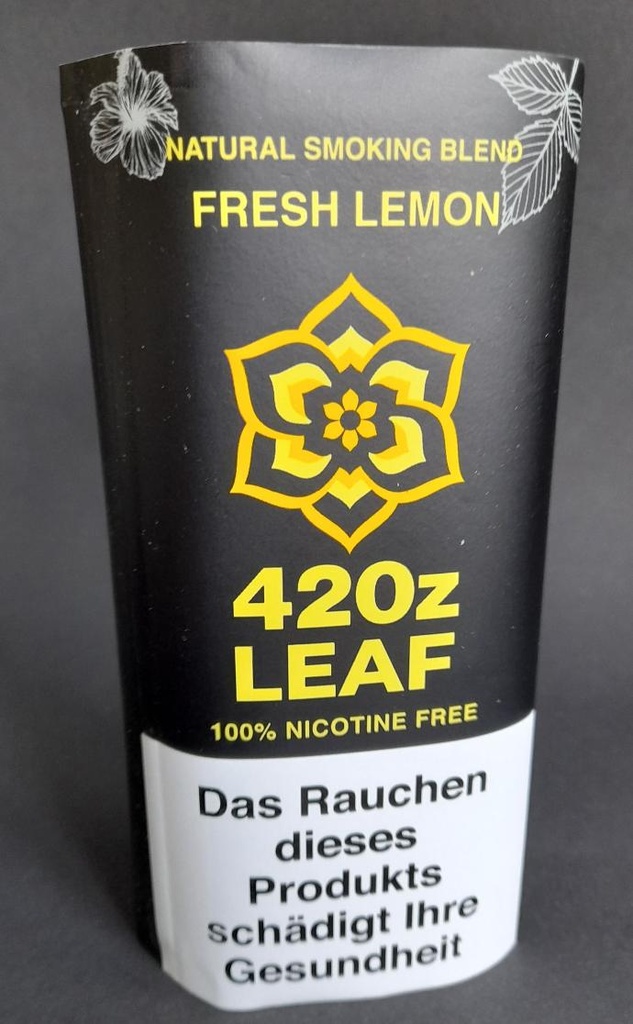 NATURAL SMOKING BLEND
FRESH LEMON
420z
LEAF
100% NICOTINE FREE
Das Rauchen
dieses
Produkts
schädigt Ihre
Gesundheit